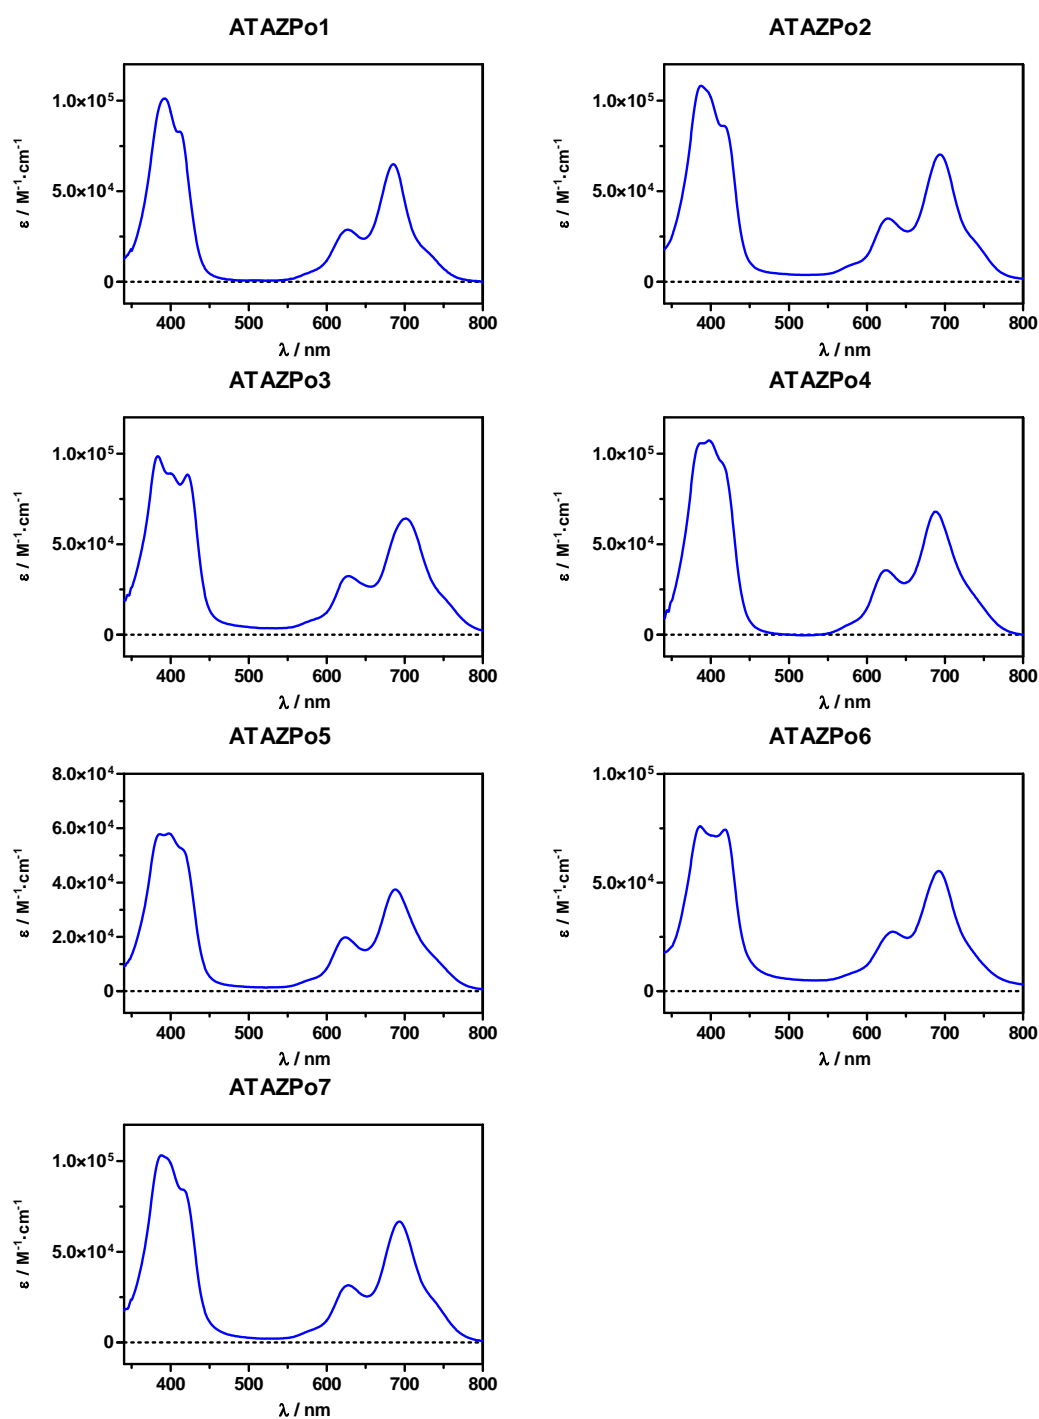 ATAZPo1
ε / M⁻¹·cm⁻¹
1.0×10⁵
5.0×10⁴
0
400 500 600 700 800
λ / nm
ATAZPo2
ε / M⁻¹·cm⁻¹
1.0×10⁵
5.0×10⁴
0
400 500 600 700 800
λ / nm
ATAZPo3
ε / M⁻¹·cm⁻¹
1.0×10⁵
5.0×10⁴
0
400 500 600 700 800
λ / nm
ATAZPo4
ε / M⁻¹·cm⁻¹
1.0×10⁵
5.0×10⁴
0
400 500 600 700 800
λ / nm
ATAZPo5
ε / M⁻¹·cm⁻¹
8.0×10⁴
6.0×10⁴
4.0×10⁴
2.0×10⁴
0
400 500 600 700 800
λ / nm
ATAZPo6
ε / M⁻¹·cm⁻¹
1.0×10⁵
5.0×10⁴
0
400 500 600 700 800
λ / nm
ATAZPo7
ε / M⁻¹·cm⁻¹
1.0×10⁵
5.0×10⁴
0
400 500 600 700 800
λ / nm